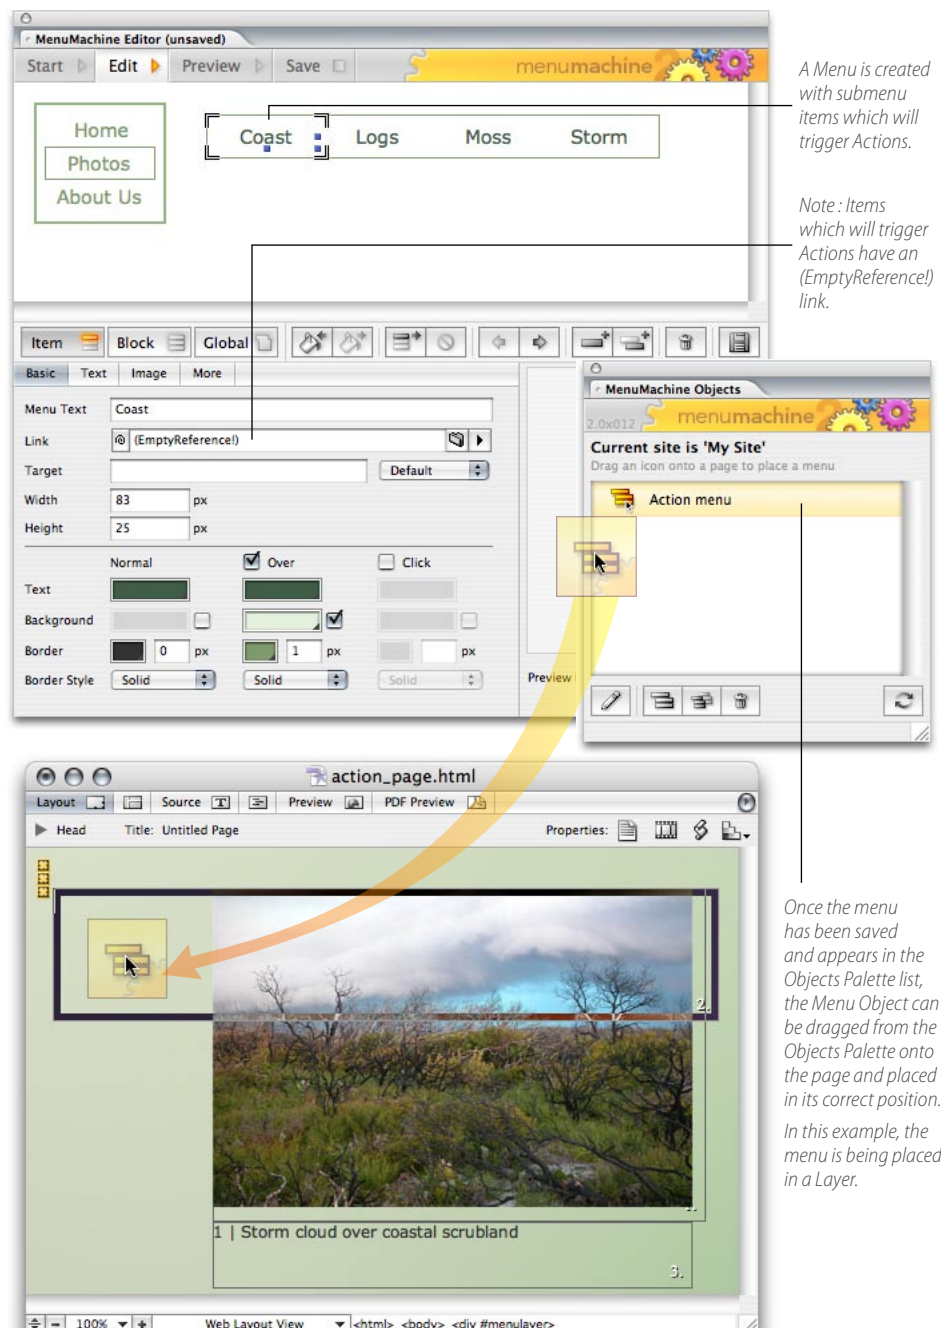 MenuMachine Editor (unsaved)
Start Edit Preview Save menumachine
Home
Photos
About Us
Coast Logs Moss Storm
A Menu is created
with submenu
items which will
trigger Actions.
Note : Items
which will trigger
Actions have an
(EmptyReference!)
link.
Item Block Global
Basic Text Image More
Menu Text Coast
Link (EmptyReference!)
Target Default
Width 83 px
Height 25 px
Normal Over Click
Text
Background
Border 0 px 1 px px
Border Style Solid Solid Solid
Preview
MenuMachine Objects
2.0x012 menumachine
Current site is 'My Site'
Drag an icon onto a page to place a menu
Action menu
action_page.html
Layout Source Preview PDF Preview
Head Title: Untitled Page Properties:
2.
1.
1 | Storm cloud over coastal scrubland
3.
100% Web Layout View <html> <body> <div #menulayer>
Once the menu
has been saved
and appears in the
Objects Palette list,
the Menu Object can
be dragged from the
Objects Palette onto
the page and placed
in its correct position.
In this example, the
menu is being placed
in a Layer.